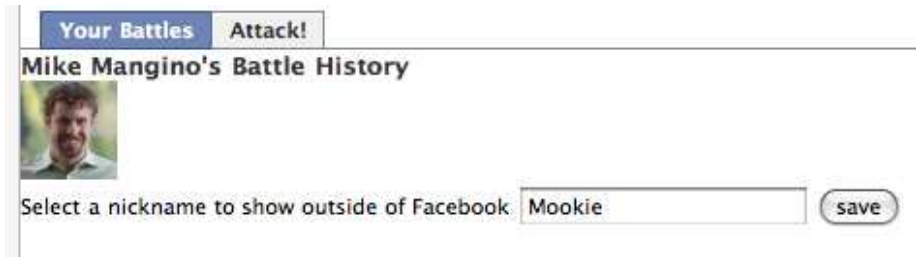 Your Battles Attack!
Mike Mangino's Battle History
Select a nickname to show outside of Facebook Mookie save